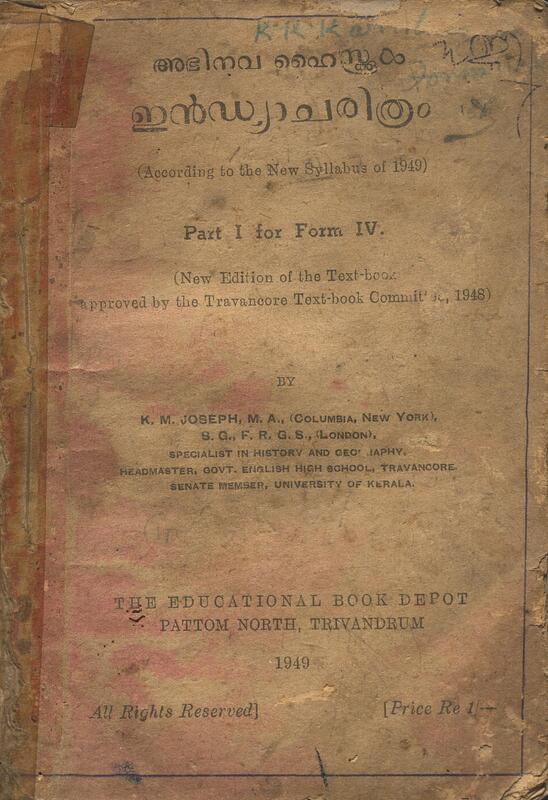 അഭിനവ ഹൈസ്ക്കൂൾ
ഇൻഡ്യാചരിത്രം
(According to the New Syllabus of 1949)
Part I for Form IV.
(New Edition of the Text-book
approved by the Travancore Text-book Committee, 1948)
BY
K. M. JOSEPH, M. A., (COLUMBIA, NEW YORK),
S. G., F. R. G. S., (LONDON),
SPECIALIST IN HISTORY AND GEOGRAPHY.
HEADMASTER, GOVT. ENGLISH HIGH SCHOOL, TRAVANCORE.
SENATE MEMBER, UNIVERSITY OF KERALA.
THE EDUCATIONAL BOOK DEPOT
PATTOM NORTH, TRIVANDRUM
1949
All Rights Reserved] [Price Re 1/—